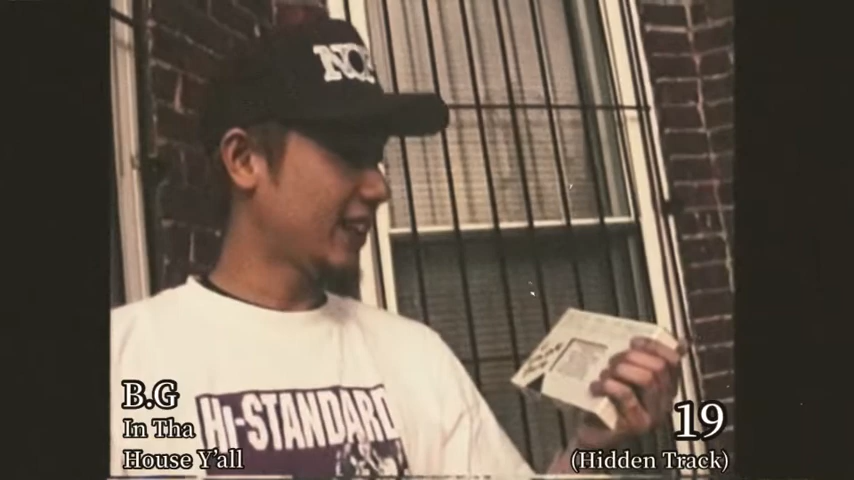 HI-STANDARD
B.G
In Tha
House Y'all
19
(Hidden Track)